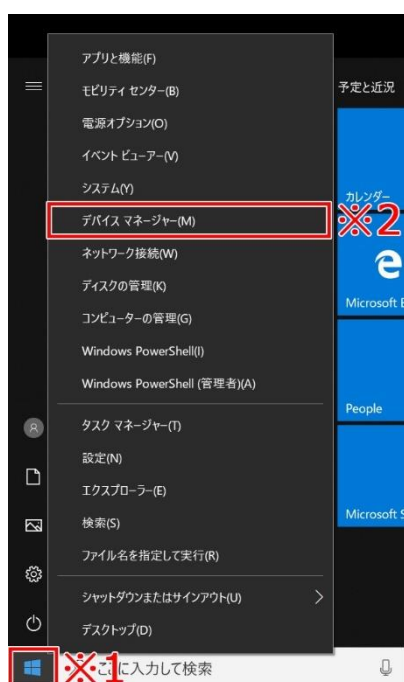 アプリと機能(F)
モビリティ センター(B)
予定と近況
電源オプション(O)
イベント ビューアー(V)
システム(Y)
カレンダー
デバイス マネージャー(M)
※2
ネットワーク接続(W)
ディスクの管理(K)
Microsoft E
コンピューターの管理(G)
Windows PowerShell(I)
Windows PowerShell (管理者)(A)
People
タスク マネージャー(T)
設定(N)
エクスプローラー(E)
検索(S)
Microsoft S
ファイル名を指定して実行(R)
シャットダウンまたはサインアウト(U)
デスクトップ(D)
※1
ここに入力して検索